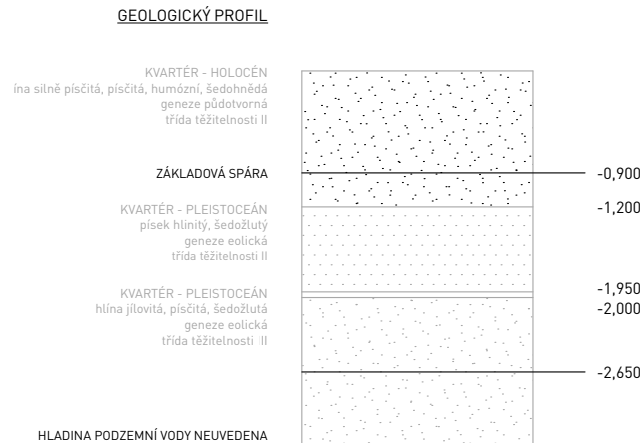 GEOLOGICKÝ PROFIL
KVARTÉR - HOLOCÉN
ína silně písčitá, písčitá, humózní, šedohnědá
geneze půdotvorná
třída těžitelnosti II
ZÁKLADOVÁ SPÁRA
-0,900
KVARTÉR - PLEISTOCEÁN
písek hlinitý, šedožlutý
geneze eolická
třída těžitelnosti II
-1,200
KVARTÉR - PLEISTOCEÁN
hlína jílovitá, písčitá, šedožlutá
geneze eolická
třída těžitelnosti II
-1,950
-2,000
-2,650
HLADINA PODZEMNÍ VODY NEUVEDENA